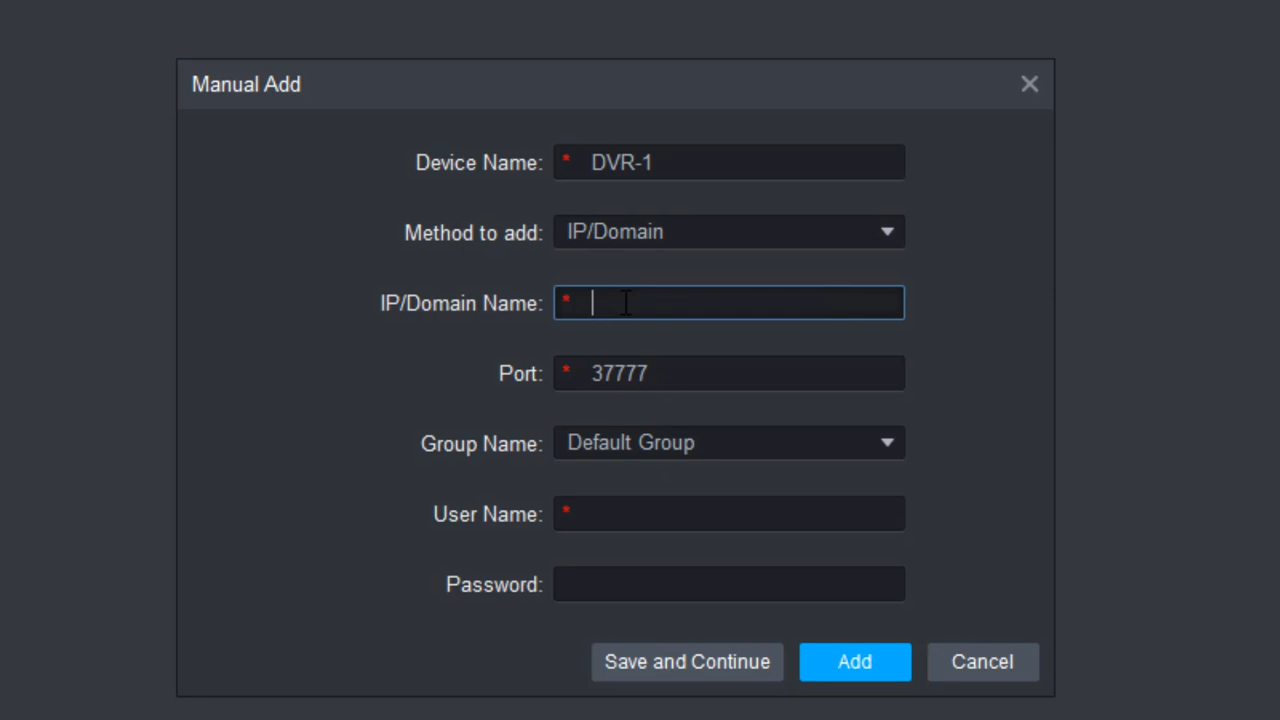 Manual Add
Device Name: * DVR-1
Method to add: IP/Domain
IP/Domain Name: *
Port: * 37777
Group Name: Default Group
User Name: *
Password:
Save and Continue Add Cancel